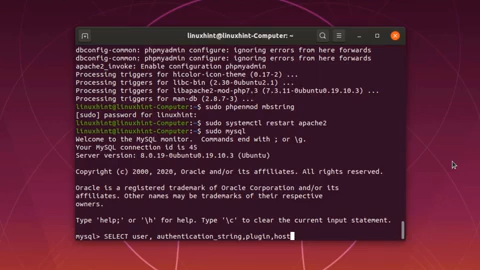 linuxhint@linuxhint-Computer: ~
dbconfig-common: phpmyadmin configure: ignoring errors from here forwards
dbconfig-common: phpmyadmin configure: ignoring errors from here forwards
apache2_invoke: Enable configuration phpmyadmin
Processing triggers for hicolor-icon-theme (0.17-2) ...
Processing triggers for libc-bin (2.30-0ubuntu2.1) ...
Processing triggers for libapache2-mod-php7.3 (7.3.11-0ubuntu0.19.10.3) ...
Processing triggers for man-db (2.8.7-3) ...
linuxhint@linuxhint-Computer:~$ sudo phpenmod mbstring
[sudo] password for linuxhint:
linuxhint@linuxhint-Computer:~$ sudo systemctl restart apache2
linuxhint@linuxhint-Computer:~$ sudo mysql
Welcome to the MySQL monitor.  Commands end with ; or \g.
Your MySQL connection id is 45
Server version: 8.0.19-0ubuntu0.19.10.3 (Ubuntu)
Copyright (c) 2000, 2020, Oracle and/or its affiliates. All rights reserved.
Oracle is a registered trademark of Oracle Corporation and/or its
affiliates. Other names may be trademarks of their respective
owners.
Type 'help;' or '\h' for help. Type '\c' to clear the current input statement.
mysql> SELECT user, authentication_string,plugin,host